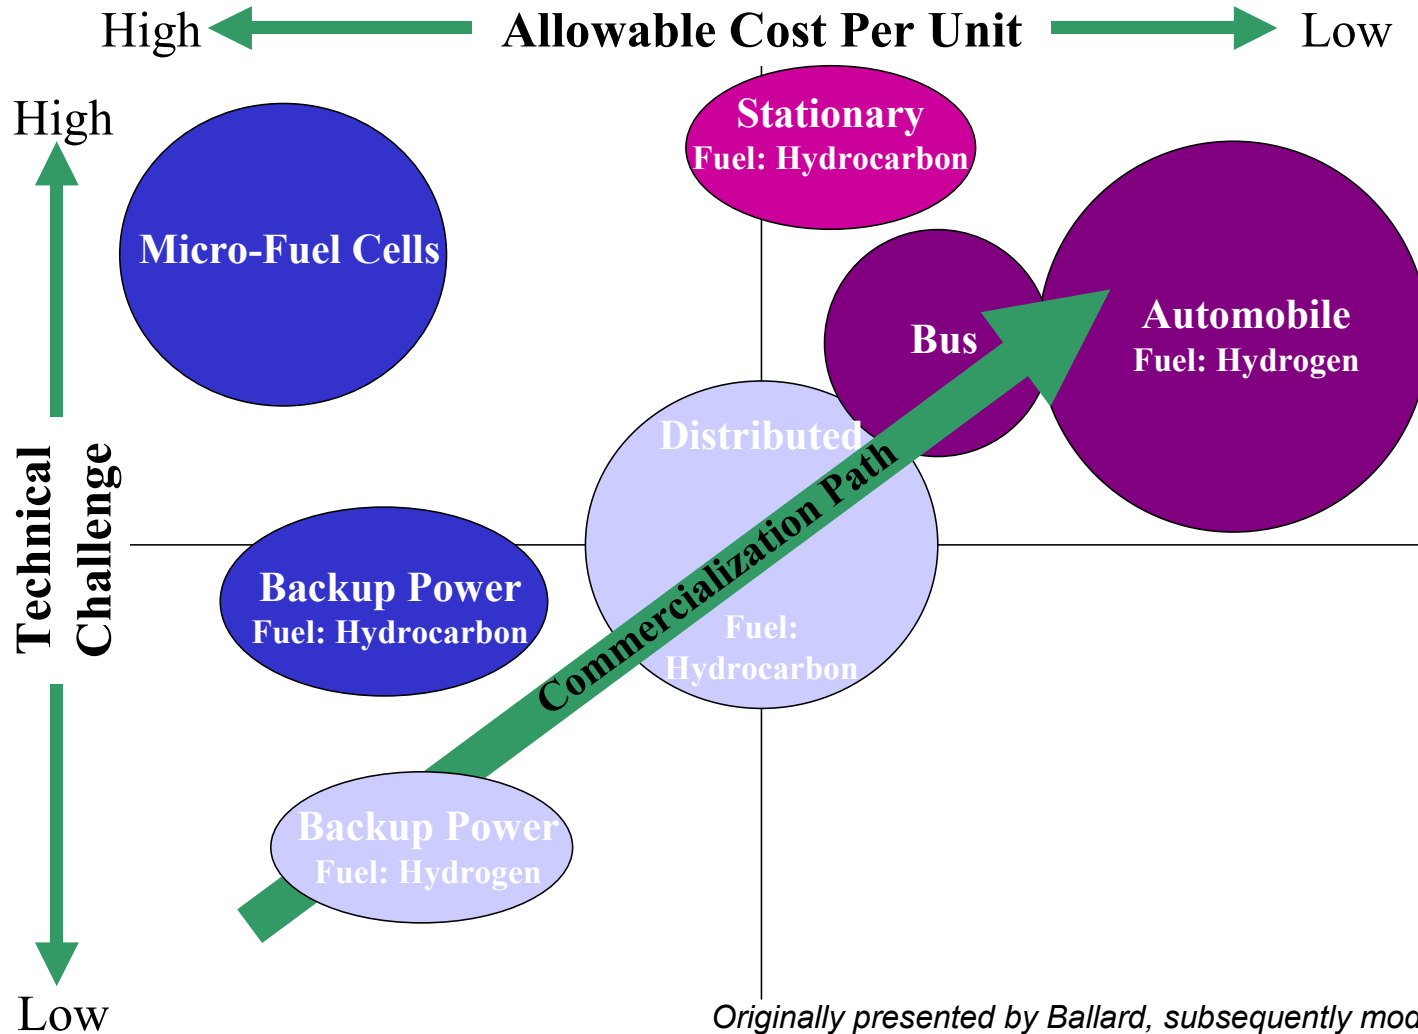 High Allowable Cost Per Unit Low
High
Stationary
Fuel: Hydrocarbon
Micro-Fuel Cells
Automobile
Fuel: Hydrogen
Bus
Distributed
Fuel:
Hydrocarbon
Technical
Challenge
Commercialization Path
Backup Power
Fuel: Hydrocarbon
Backup Power
Fuel: Hydrogen
Low
Originally presented by Ballard, subsequently mod